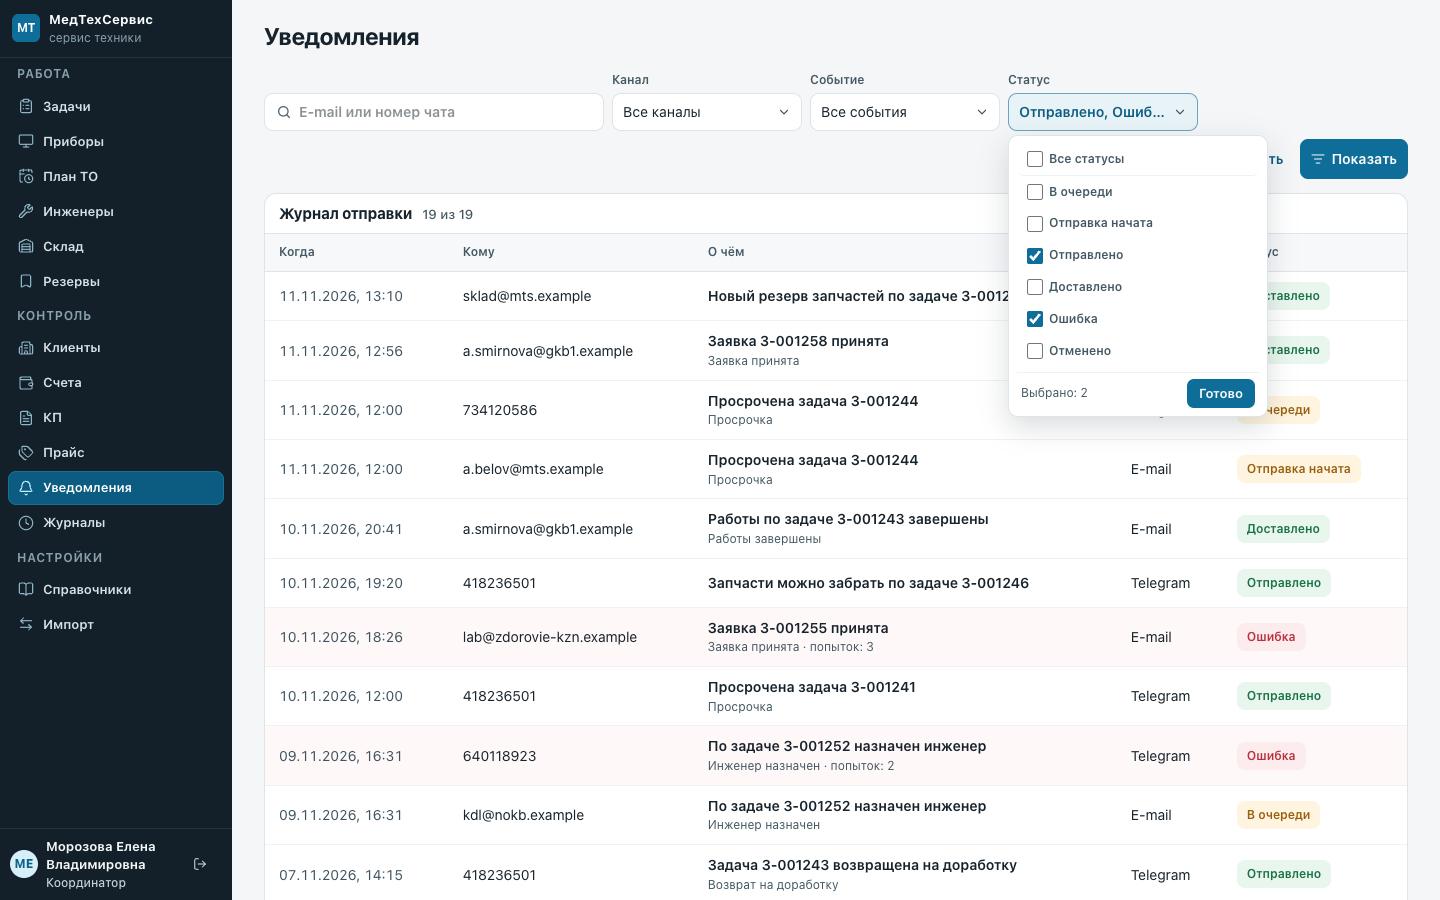 МТ
МедТехСервис
сервис техники
РАБОТА
Задачи
Приборы
План ТО
Инженеры
Склад
Резервы
КОНТРОЛЬ
Клиенты
Счета
КП
Прайс
Уведомления
Журналы
НАСТРОЙКИ
Справочники
Импорт
МЕ
Морозова Елена
Владимировна
Координатор
Уведомления
Канал
Событие
Статус
E-mail или номер чата
Все каналы
Все события
Отправлено, Ошиб...
Показать
Все статусы
В очереди
Отправка начата
Отправлено
Доставлено
Ошибка
Отменено
Выбрано: 2
Готово
Журнал отправки 19 из 19
Когда Кому О чём
11.11.2026, 13:10 sklad@mts.example Новый резерв запчастей по задаче З-0012
11.11.2026, 12:56 a.smirnova@gkb1.example Заявка З-001258 принята
Заявка принята
11.11.2026, 12:00 734120586 Просрочена задача З-001244
Просрочка
11.11.2026, 12:00 a.belov@mts.example Просрочена задача З-001244 E-mail Отправка начата
Просрочка
10.11.2026, 20:41 a.smirnova@gkb1.example Работы по задаче З-001243 завершены E-mail Доставлено
Работы завершены
10.11.2026, 19:20 418236501 Запчасти можно забрать по задаче З-001246 Telegram Отправлено
10.11.2026, 18:26 lab@zdorovie-kzn.example Заявка З-001255 принята E-mail Ошибка
Заявка принята · попыток: 3
10.11.2026, 12:00 418236501 Просрочена задача З-001241 Telegram Отправлено
Просрочка
09.11.2026, 16:31 640118923 По задаче З-001252 назначен инженер Telegram Ошибка
Инженер назначен · попыток: 2
09.11.2026, 16:31 kdl@nokb.example По задаче З-001252 назначен инженер E-mail В очереди
Инженер назначен
07.11.2026, 14:15 418236501 Задача З-001243 возвращена на доработку Telegram Отправлено
Возврат на доработку